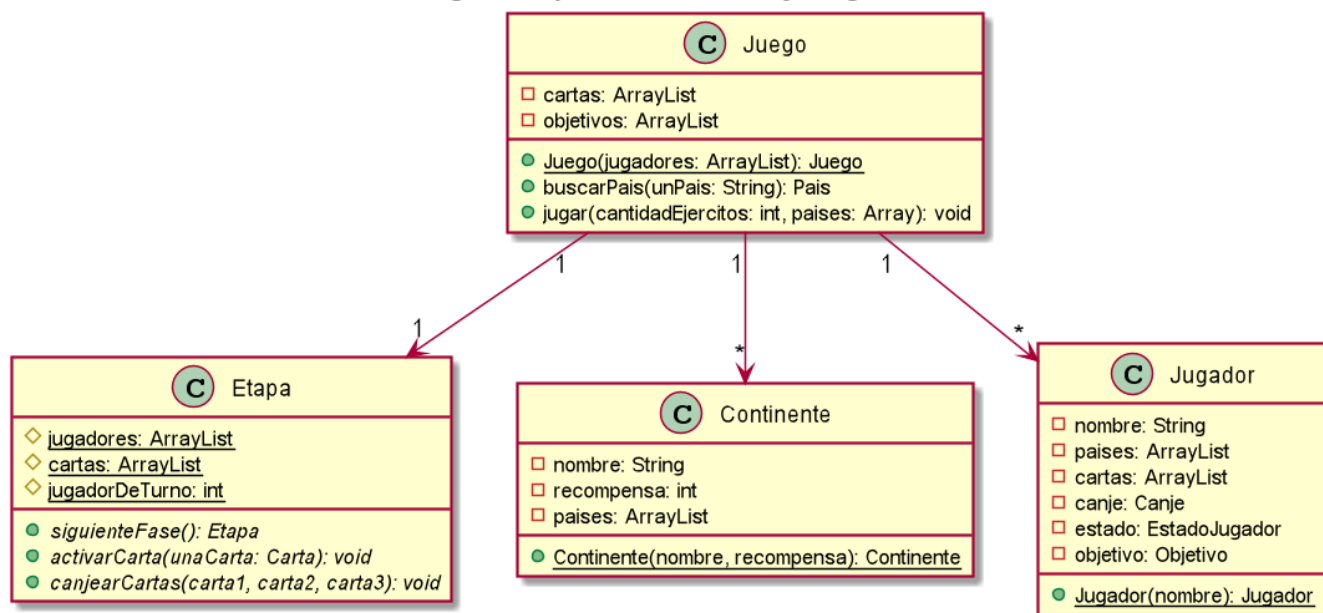 C Juego
cartas: ArrayList
objetivos: ArrayList
Juego(jugadores: ArrayList): Juego
buscarPais(unPais: String): Pais
jugar(cantidadEjercitos: int, paises: Array): void
1 1 1
1 * *
C Etapa
jugadores: ArrayList
cartas: ArrayList
jugadorDeTurno: int
siguienteFase(): Etapa
activarCarta(unaCarta: Carta): void
canjearCartas(carta1, carta2, carta3): void
C Continente
nombre: String
recompensa: int
paises: ArrayList
Continente(nombre, recompensa): Continente
C Jugador
nombre: String
paises: ArrayList
cartas: ArrayList
canje: Canje
estado: EstadoJugador
objetivo: Objetivo
Jugador(nombre): Jugador